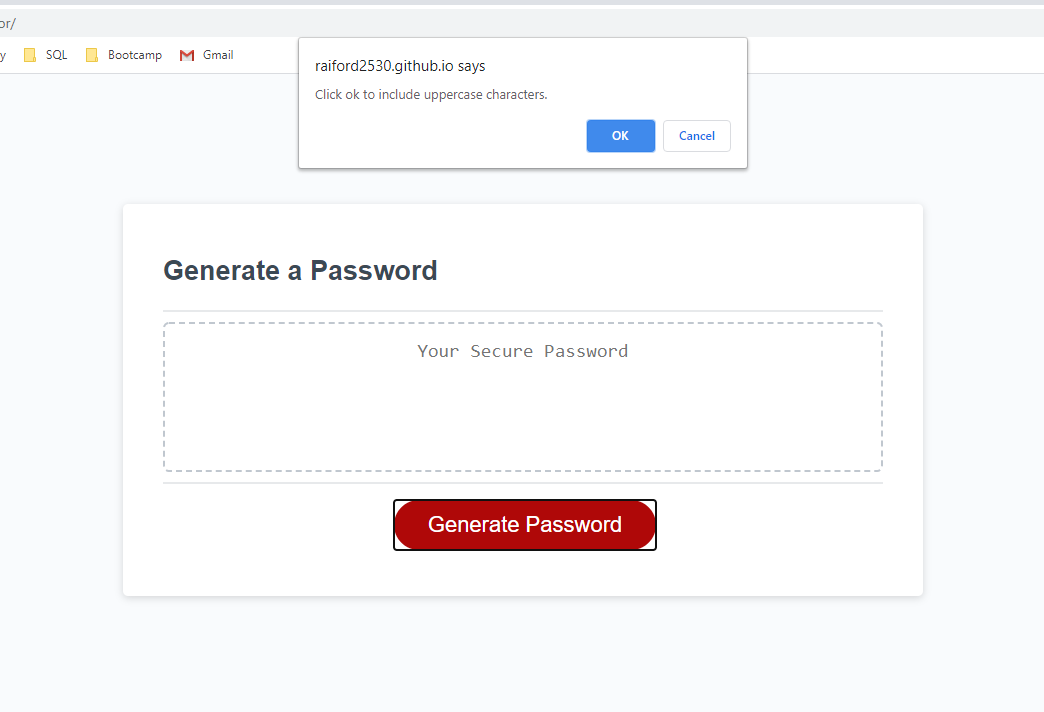 or/
y SQL Bootcamp Gmail
raiford2530.github.io says
Click ok to include uppercase characters.
OK Cancel
Generate a Password
Your Secure Password
Generate Password